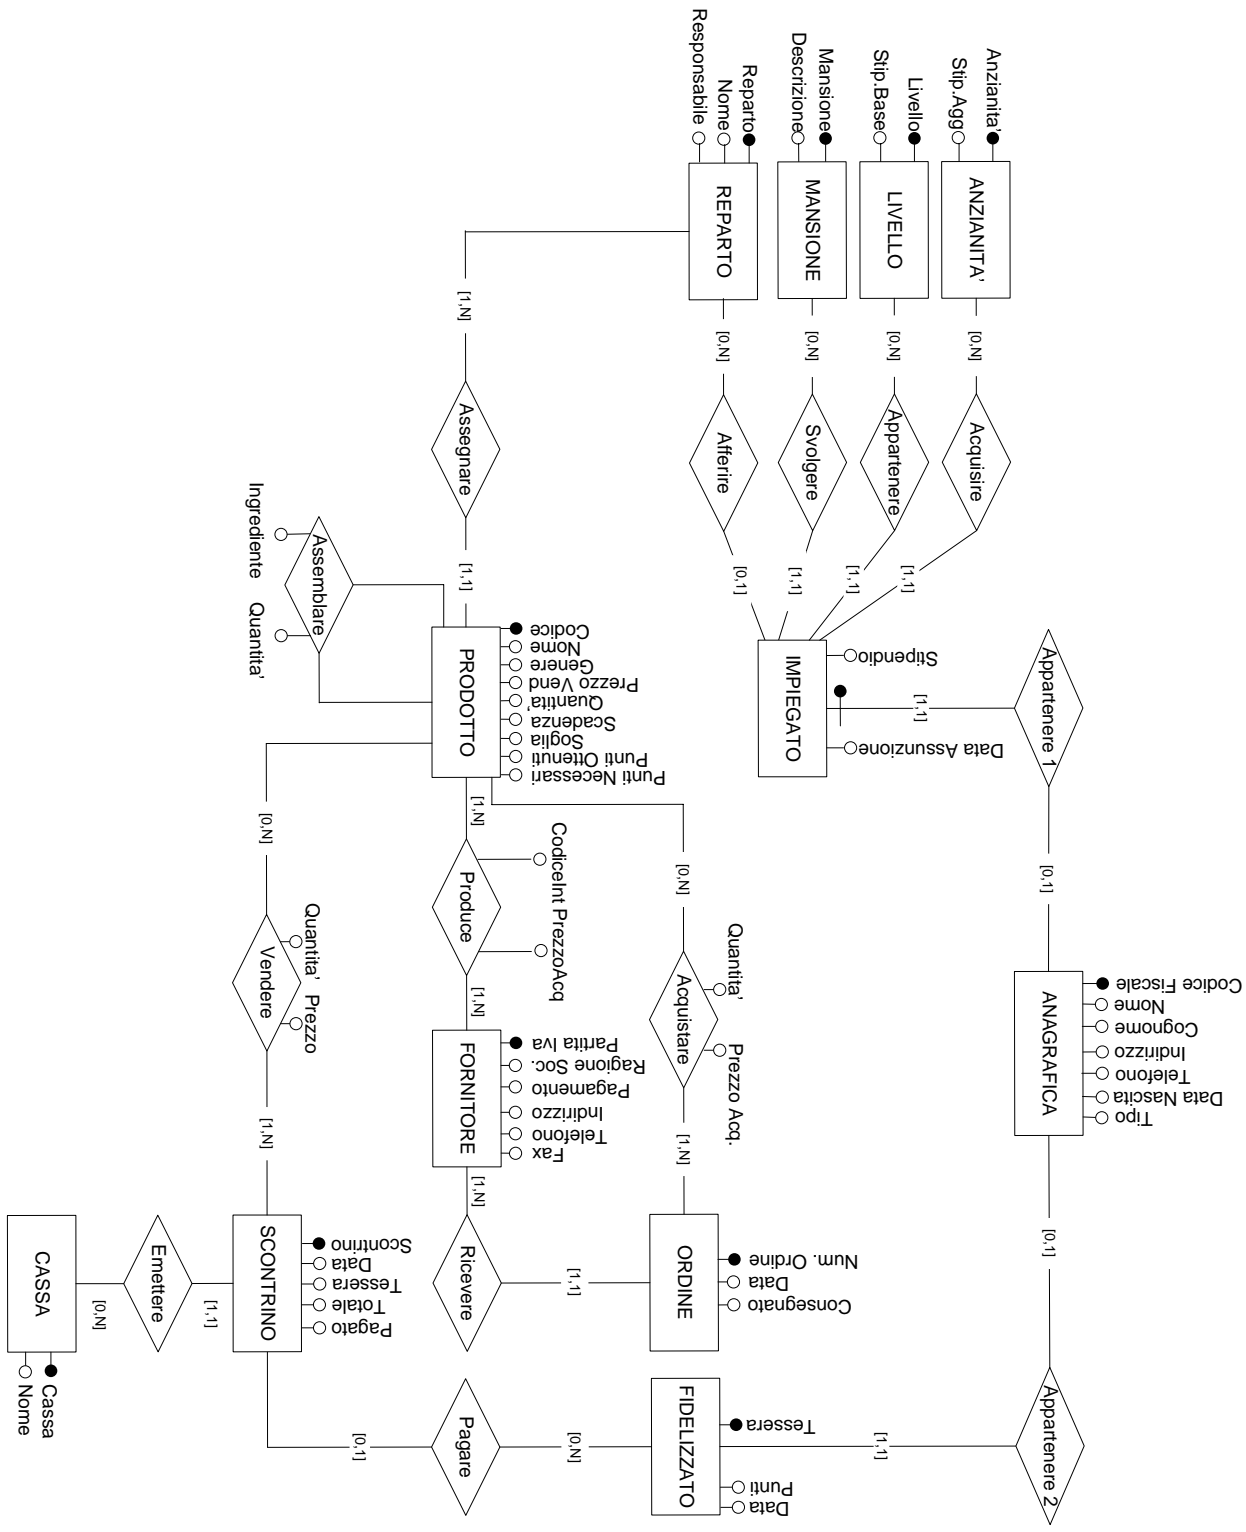 Anzianita'
Stip.Agg
ANZIANITA'
[0,N]
Acquisire
[1,1]
Livello
Stip.Base
LIVELLO
[0,N]
Appartenere
[1,1]
Mansione
Descrizione
MANSIONE
[0,N]
Svolgere
[1,1]
Reparto
Nome
Responsabile
REPARTO
[0,N]
Afferire
[0,1]
IMPIEGATO
Stipendio
Data Assunzione
[1,1]
Appartenere 1
[0,1]
ANAGRAFICA
Codice Fiscale
Nome
Cognome
Indirizzo
Telefono
Data Nascita
Tipo
[0,1]
Appartenere 2
[1,1]
FIDELIZZATO
Tessera
Punti
Data
[0,N]
Pagare
[0,1]
[1,N]
Assegnare
[1,1]
PRODOTTO
Codice
Nome
Genere
Prezzo Vend
Quantita'
Scadenza
Soglia
Punti Ottenuti
Punti Necessari
Assemblare
Ingrediente
Quantita'
[1,N]
Produce
CodiceInt
PrezzoAcq
[1,N]
FORNITORE
Partita Iva
Ragione Soc.
Pagamento
Indirizzo
Telefono
Fax
[1,N]
Ricevere
[1,1]
ORDINE
Num. Ordine
Data
Consegnato
[0,N]
Acquistare
Quantita'
Prezzo Acq.
[1,N]
[0,N]
Vendere
Quantita'
Prezzo
[1,N]
SCONTRINO
Scontrino
Data
Tessera
Totale
Pagato
[1,1]
Emettere
[0,N]
CASSA
Cassa
Nome